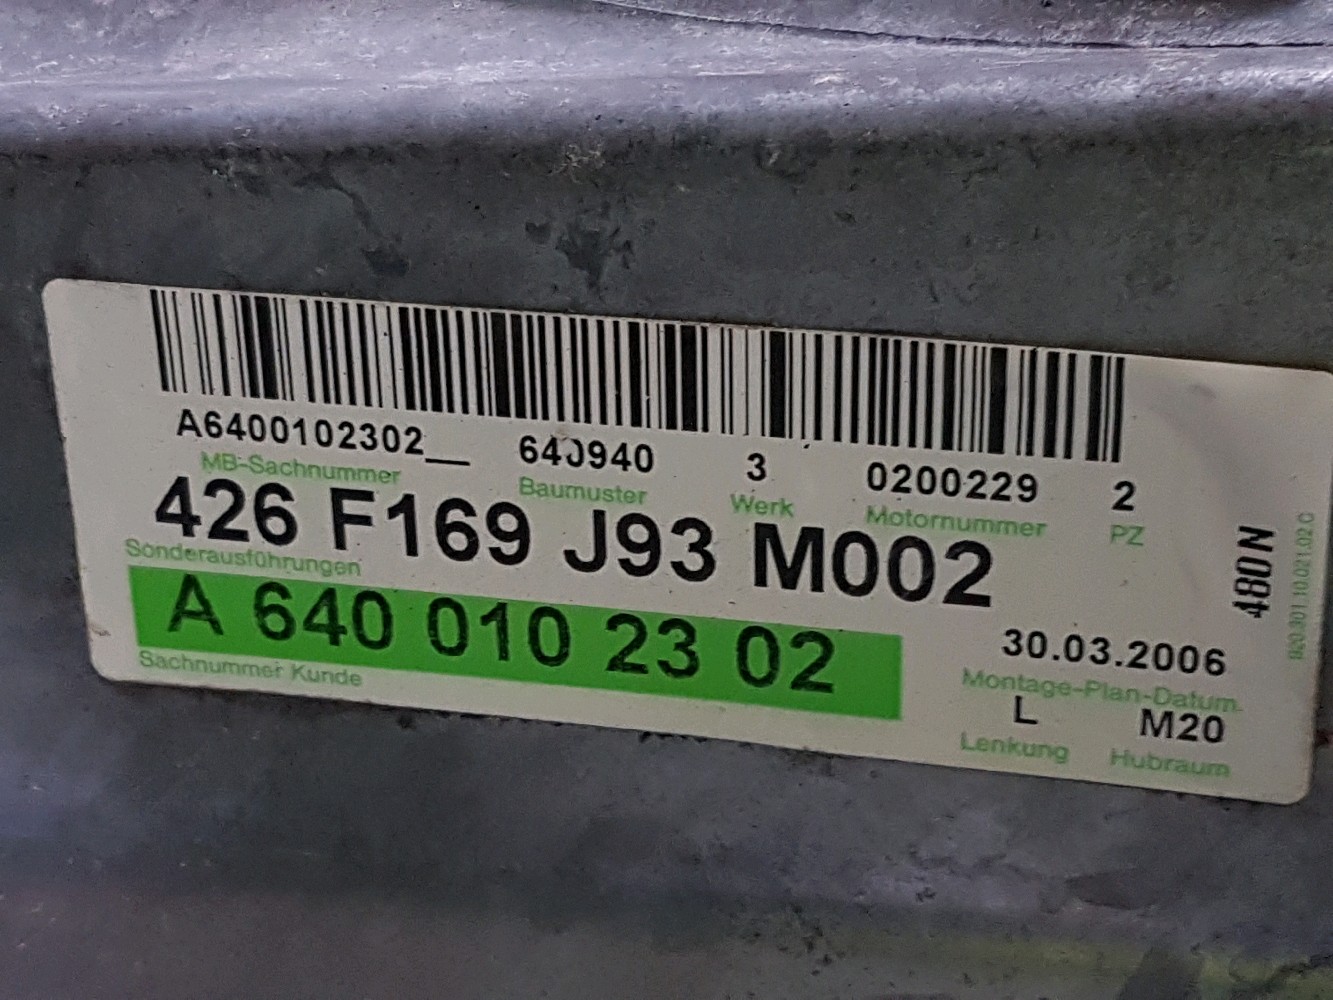 A6400102302__ 640940 3 0200229 2
MB-Sachnummer Baumuster Werk Motornummer PZ
426 F169 J93 M002
Sonderausführungen
A 640 010 23 02
Sachnummer Kunde
30.03.2006
Montage-Plan-Datum
L M20
Lenkung Hubraum
480N